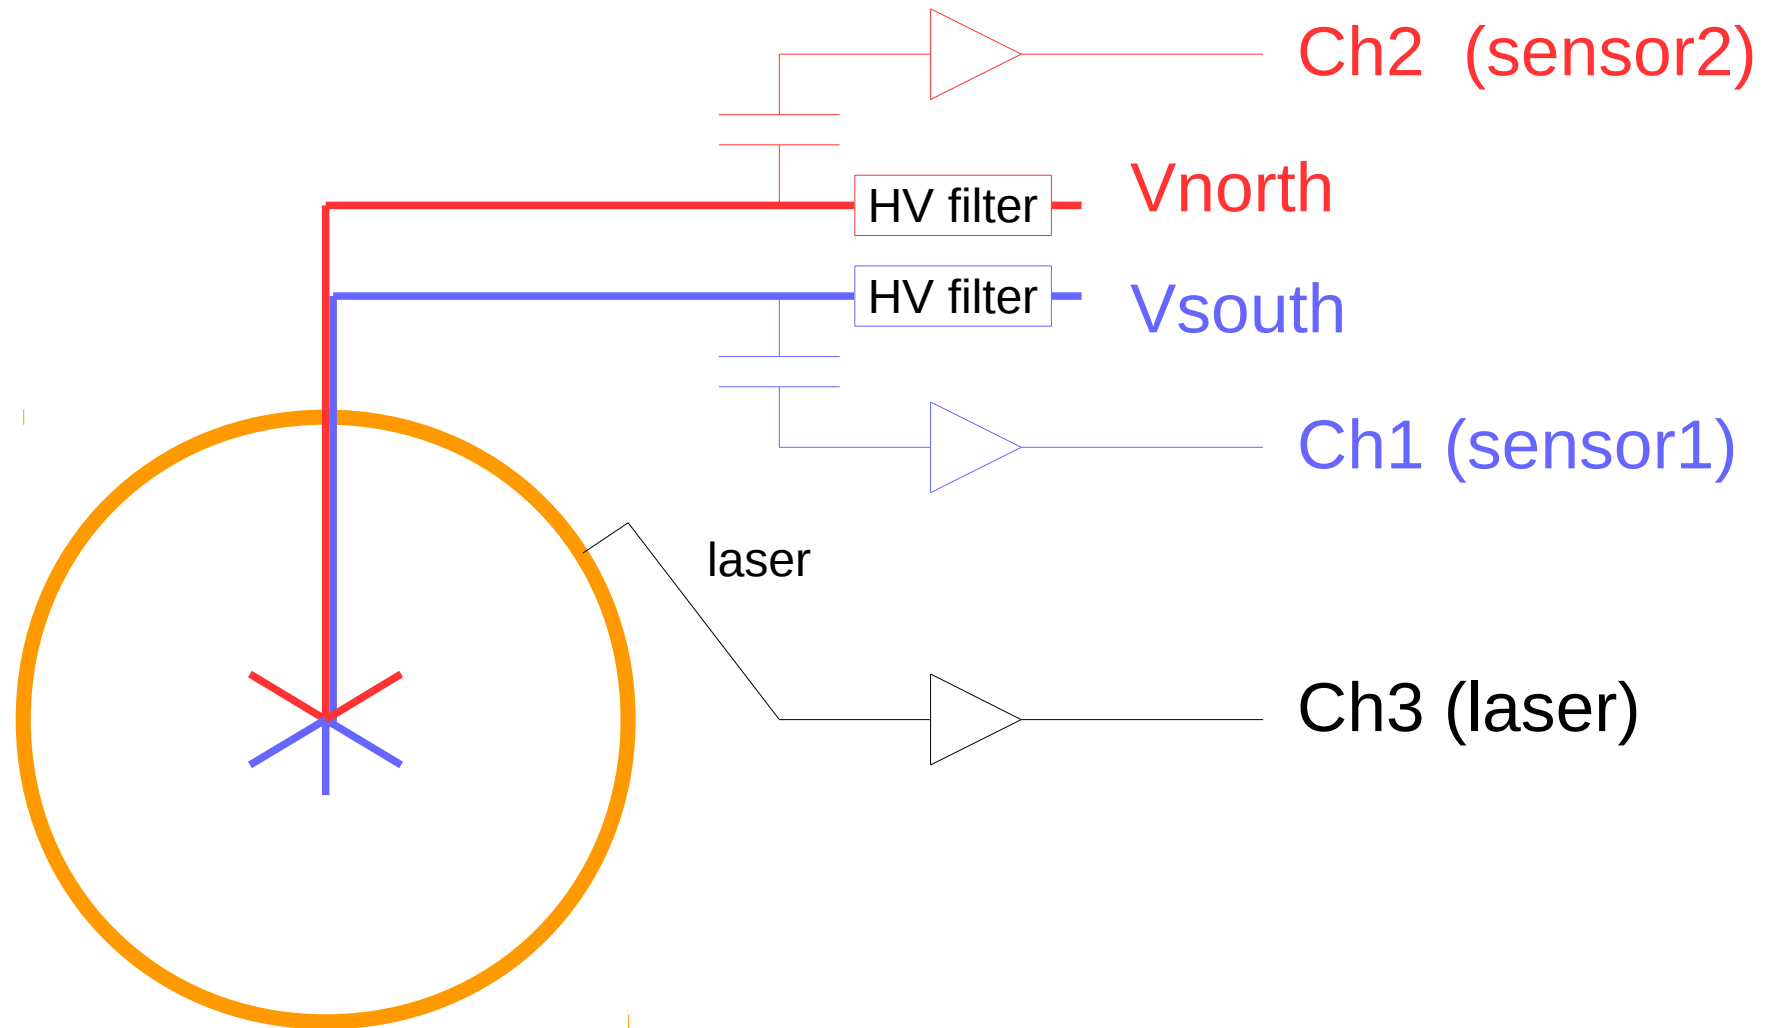 Ch2  (sensor2)
Vnorth
HV filter
HV filter
Vsouth
Ch1 (sensor1)
laser
Ch3 (laser)